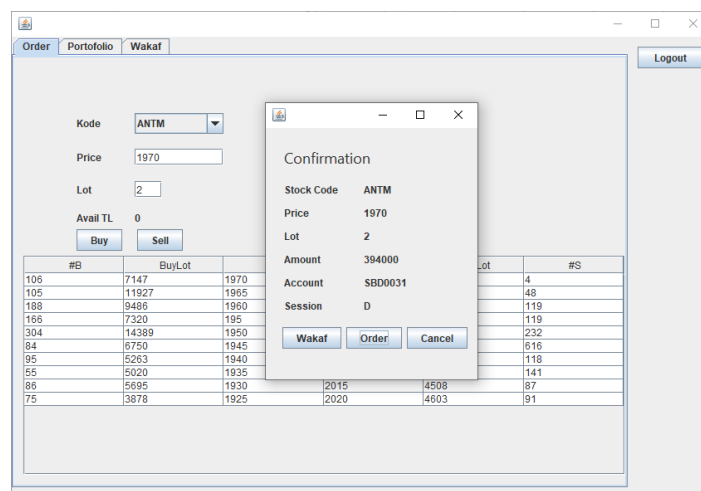 Order Portofolio Wakaf
Logout
Kode ANTM
Price 1970
Lot 2
Avail TL 0
Buy Sell
Confirmation
Stock Code ANTM
Price 1970
Lot 2
Amount 394000
Account SBD0031
Session D
Wakaf Order Cancel
#B BuyLot Lot #S
106 7147 1970 4
105 11927 1965 48
188 9486 1960 119
166 7320 195 119
304 14389 1950 232
84 6750 1945 616
95 5263 1940 118
55 5020 1935 141
86 5695 1930 2015 4508 87
75 3878 1925 2020 4603 91